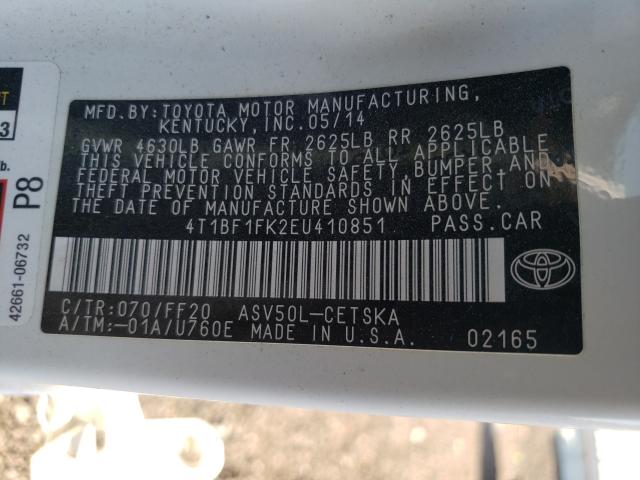 MFD.BY:TOYOTA MOTOR MANUFACTURING,
KENTUCKY,INC.05/14
GVWR 4630LB GAWR FR 2625LB RR 2625LB
THIS VEHICLE CONFORMS TO ALL APPLICABLE
FEDERAL MOTOR VEHICLE SAFETY,BUMPER,AND
THEFT PREVENTION STANDARDS IN EFFECT ON
THE DATE OF MANUFACTURE SHOWN ABOVE.
4T1BF1FK2EU410851 PASS.CAR
C/TR:070/FF20 ASV50L-CETSKA
A/TM:-01A/U760E MADE IN U.S.A. 02165
3
b.
P8
42661-06732